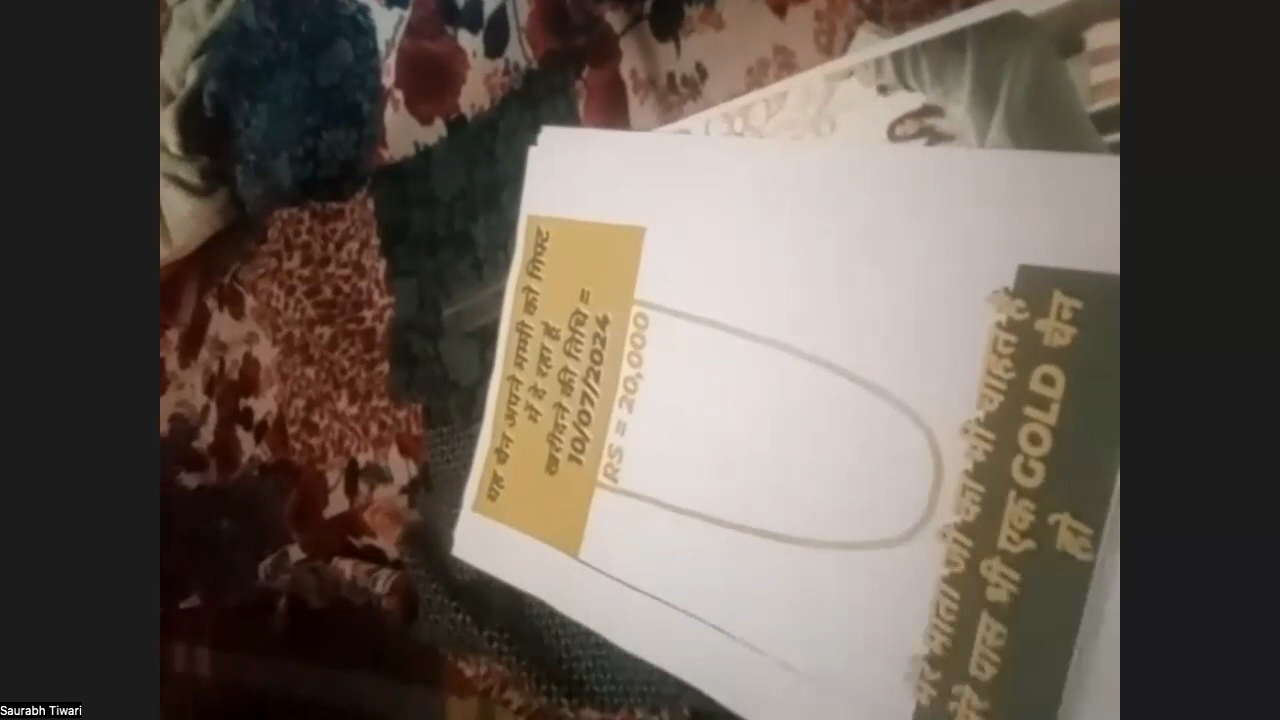 यह चैन अपने मम्मी को गिफ्ट
में दे रहा हूँ
खरीदने की तिथि =
10/07/2024
RS = 20,000
मेरे माता जी का भी चाहत है
मेरे पास भी एक GOLD चैन
हो
Saurabh Tiwari